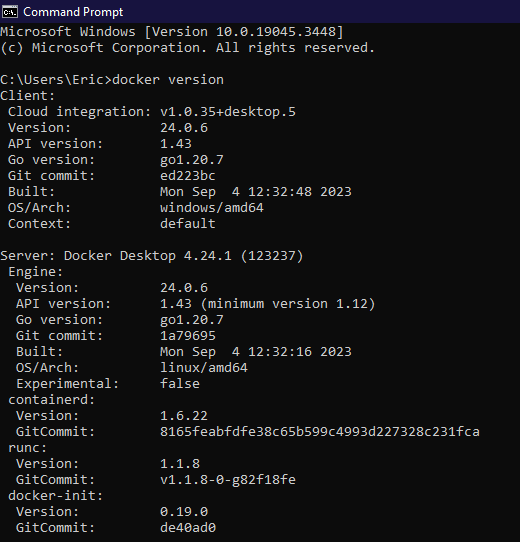 Command Prompt
Microsoft Windows [Version 10.0.19045.3448]
(c) Microsoft Corporation. All rights reserved.
C:\Users\Eric>docker version
Client:
Cloud integration: v1.0.35+desktop.5
Version: 24.0.6
API version: 1.43
Go version: go1.20.7
Git commit: ed223bc
Built: Mon Sep 4 12:32:48 2023
OS/Arch: windows/amd64
Context: default
Server: Docker Desktop 4.24.1 (123237)
Engine:
Version: 24.0.6
API version: 1.43 (minimum version 1.12)
Go version: go1.20.7
Git commit: 1a79695
Built: Mon Sep 4 12:32:16 2023
OS/Arch: linux/amd64
Experimental: false
containerd:
Version: 1.6.22
GitCommit: 8165feabfdfe38c65b599c4993d227328c231fca
runc:
Version: 1.1.8
GitCommit: v1.1.8-0-g82f18fe
docker-init:
Version: 0.19.0
GitCommit: de40ad0